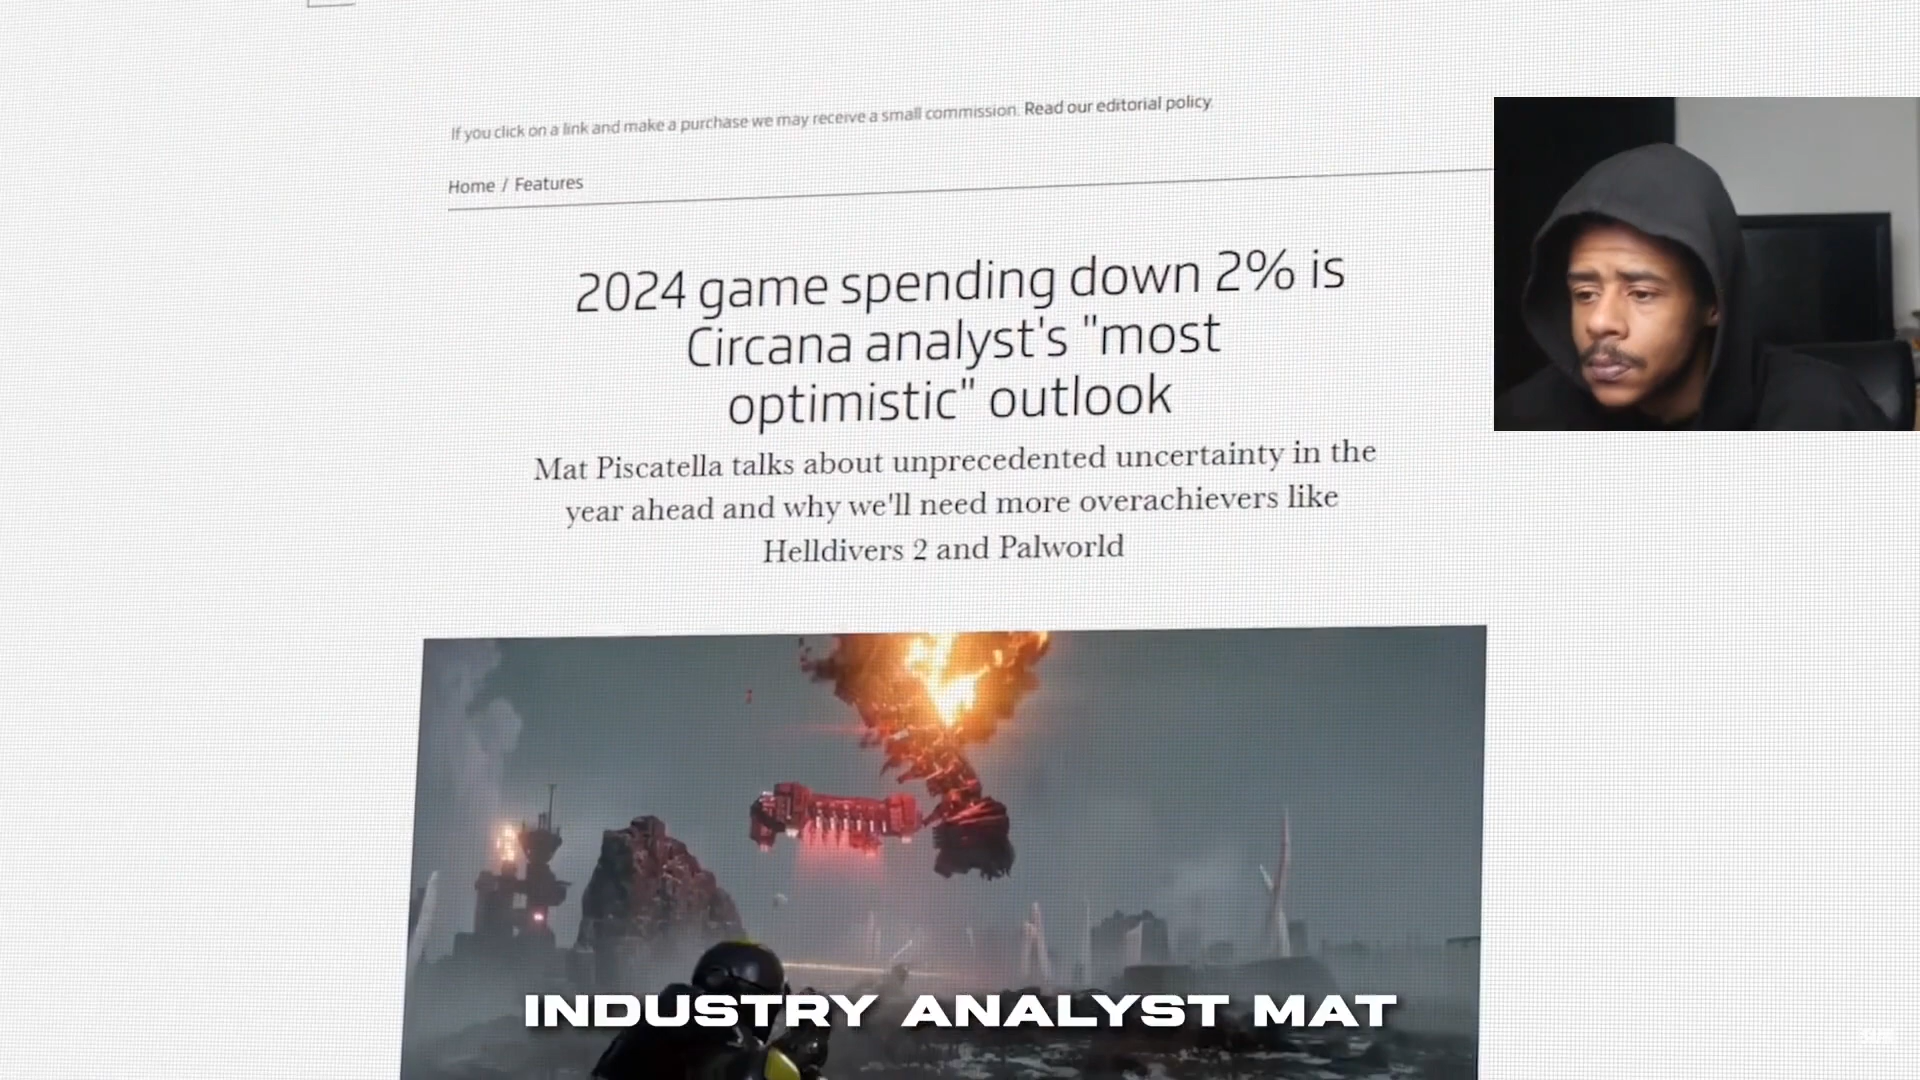 If you click on a link and make a purchase we may receive a small commission. Read our editorial policy.
Home / Features
2024 game spending down 2% is
Circana analyst's "most
optimistic" outlook
Mat Piscatella talks about unprecedented uncertainty in the
year ahead and why we'll need more overachievers like
Helldivers 2 and Palworld
INDUSTRY ANALYST MAT